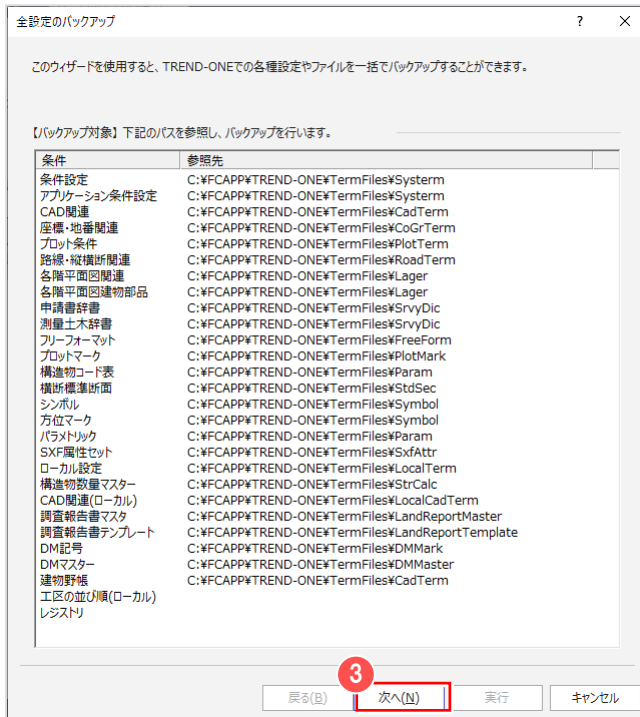 全設定のバックアップ ? ×
このウィザードを使用すると、TREND-ONEでの各種設定やファイルを一括でバックアップすることができます。
【バックアップ対象】下記のパスを参照し、バックアップを行います。
条件 参照先
条件設定 C:¥FCAPP¥TREND-ONE¥TermFiles¥Systerm
アプリケーション条件設定 C:¥FCAPP¥TREND-ONE¥TermFiles¥Systerm
CAD関連 C:¥FCAPP¥TREND-ONE¥TermFiles¥CadTerm
座標・地番関連 C:¥FCAPP¥TREND-ONE¥TermFiles¥CoGrTerm
プロット条件 C:¥FCAPP¥TREND-ONE¥TermFiles¥PlotTerm
路線・縦横断関連 C:¥FCAPP¥TREND-ONE¥TermFiles¥RoadTerm
各階平面図関連 C:¥FCAPP¥TREND-ONE¥TermFiles¥Lager
各階平面図建物部品 C:¥FCAPP¥TREND-ONE¥TermFiles¥Lager
申請書辞書 C:¥FCAPP¥TREND-ONE¥TermFiles¥SrvyDic
測量土木辞書 C:¥FCAPP¥TREND-ONE¥TermFiles¥SrvyDic
フリーフォーマット C:¥FCAPP¥TREND-ONE¥TermFiles¥FreeForm
プロットマーク C:¥FCAPP¥TREND-ONE¥TermFiles¥PlotMark
構造物コード表 C:¥FCAPP¥TREND-ONE¥TermFiles¥Param
横断標準断面 C:¥FCAPP¥TREND-ONE¥TermFiles¥StdSec
シンボル C:¥FCAPP¥TREND-ONE¥TermFiles¥Symbol
方位マーク C:¥FCAPP¥TREND-ONE¥TermFiles¥Symbol
パラメトリック C:¥FCAPP¥TREND-ONE¥TermFiles¥Param
SXF属性セット C:¥FCAPP¥TREND-ONE¥TermFiles¥SxfAttr
ローカル設定 C:¥FCAPP¥TREND-ONE¥TermFiles¥LocalTerm
構造物数量マスター C:¥FCAPP¥TREND-ONE¥TermFiles¥StrCalc
CAD関連(ローカル) C:¥FCAPP¥TREND-ONE¥TermFiles¥LocalCadTerm
調査報告書マスタ C:¥FCAPP¥TREND-ONE¥TermFiles¥LandReportMaster
調査報告書テンプレート C:¥FCAPP¥TREND-ONE¥TermFiles¥LandReportTemplate
DM記号 C:¥FCAPP¥TREND-ONE¥TermFiles¥DMMark
DMマスター C:¥FCAPP¥TREND-ONE¥TermFiles¥DMMaster
建物野帳 C:¥FCAPP¥TREND-ONE¥TermFiles¥CadTerm
工区の並び順(ローカル)
レジストリ
3
戻る(B) 次へ(N) 実行 キャンセル